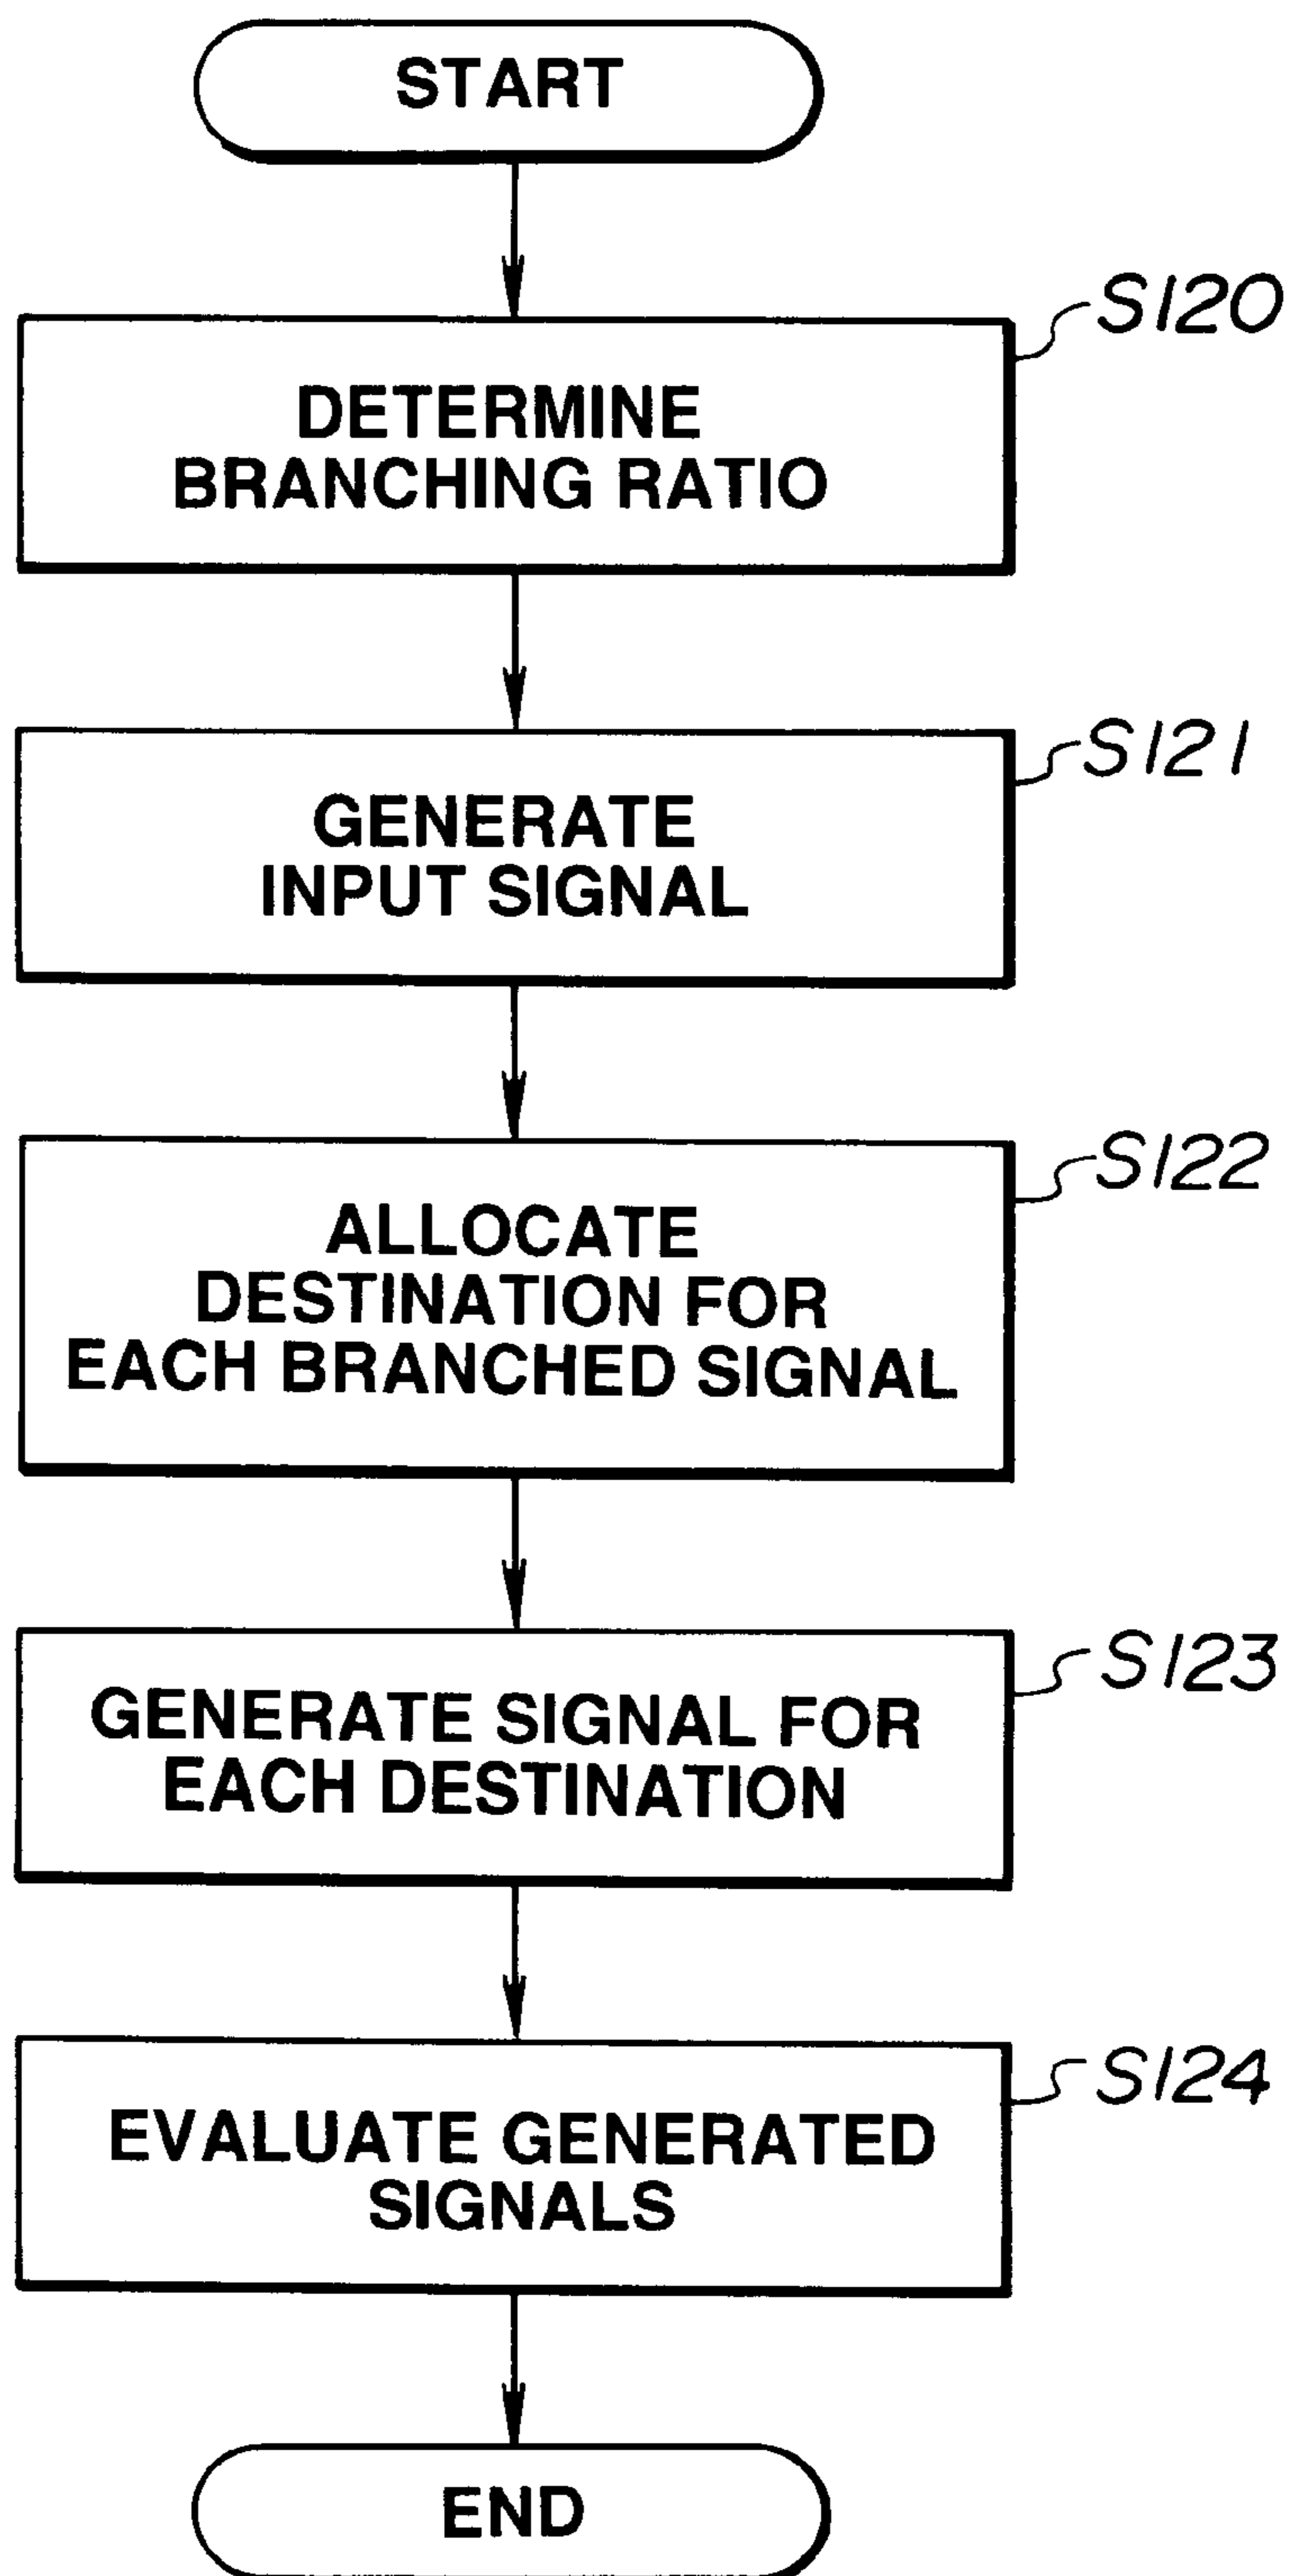 START
S120
DETERMINE
BRANCHING RATIO
S121
GENERATE
INPUT SIGNAL
S122
ALLOCATE
DESTINATION FOR
EACH BRANCHED SIGNAL
S123
GENERATE SIGNAL FOR
EACH DESTINATION
S124
EVALUATE GENERATED
SIGNALS
END